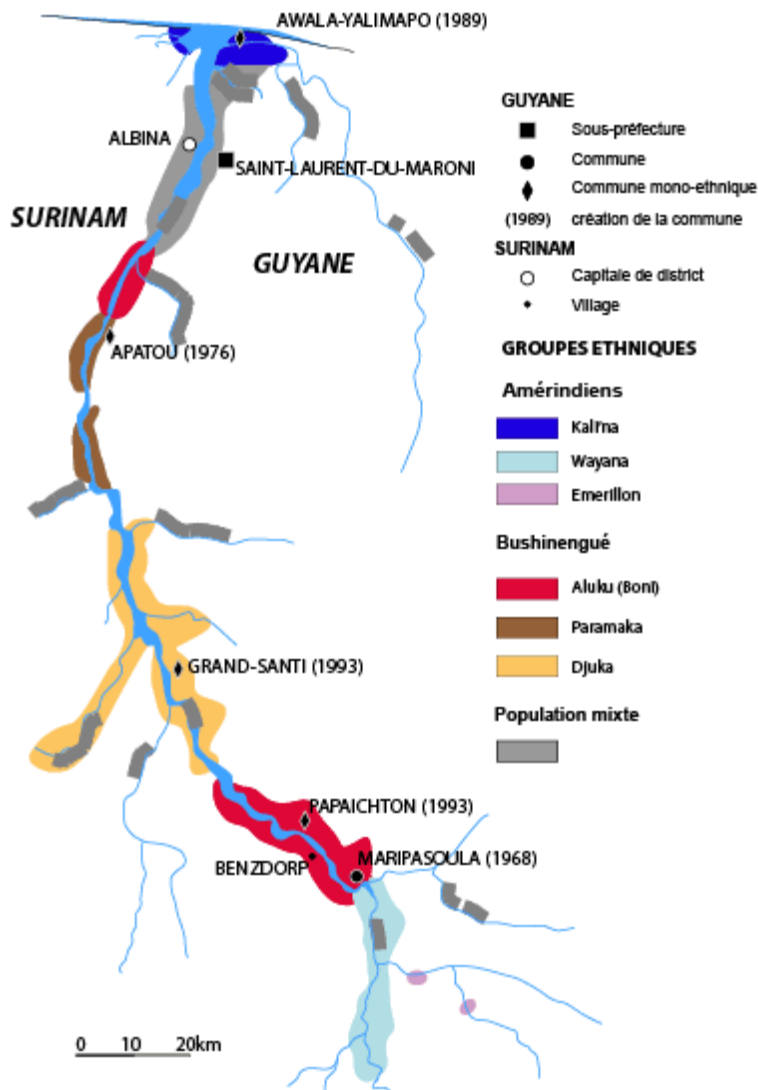 AWALA-YALIMAPO (1989)
ALBINA
SAINT-LAURENT-DU-MARONI
SURINAM
GUYANE
APATOU (1976)
GRAND-SANTI (1993)
PAPAICHTON (1993)
BENZDORP
MARIPASOULA (1968)
0 10 20km
GUYANE
Sous-préfecture
Commune
Commune mono-ethnique
(1989) création de la commune
SURINAM
Capitale de district
Village
GROUPES ETHNIQUES
Amérindiens
Kali'na
Wayana
Emerillon
Bushinengué
Aluku (Boni)
Paramaka
Djuka
Population mixte